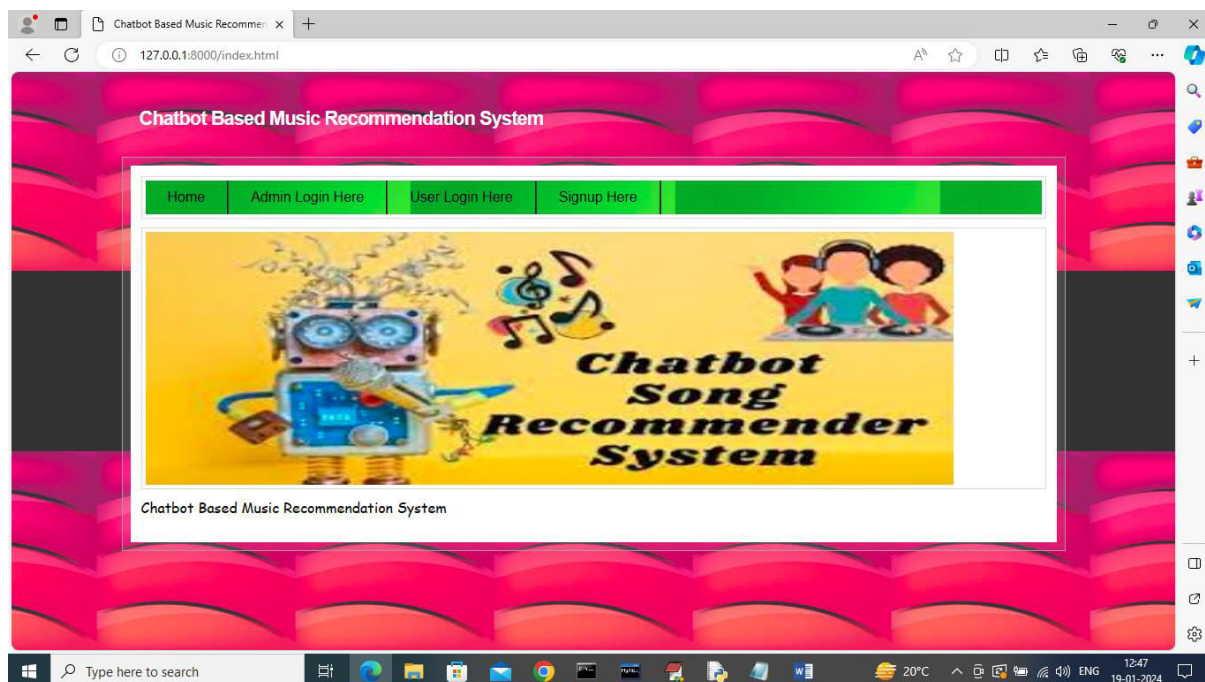 Chatbot Based Music Recommen
127.0.0.1:8000/index.html
Chatbot Based Music Recommendation System
Home Admin Login Here User Login Here Signup Here
Chatbot
Song
Recommender
System
Chatbot Based Music Recommendation System
Type here to search
20°C ENG 12:47
19-01-2024